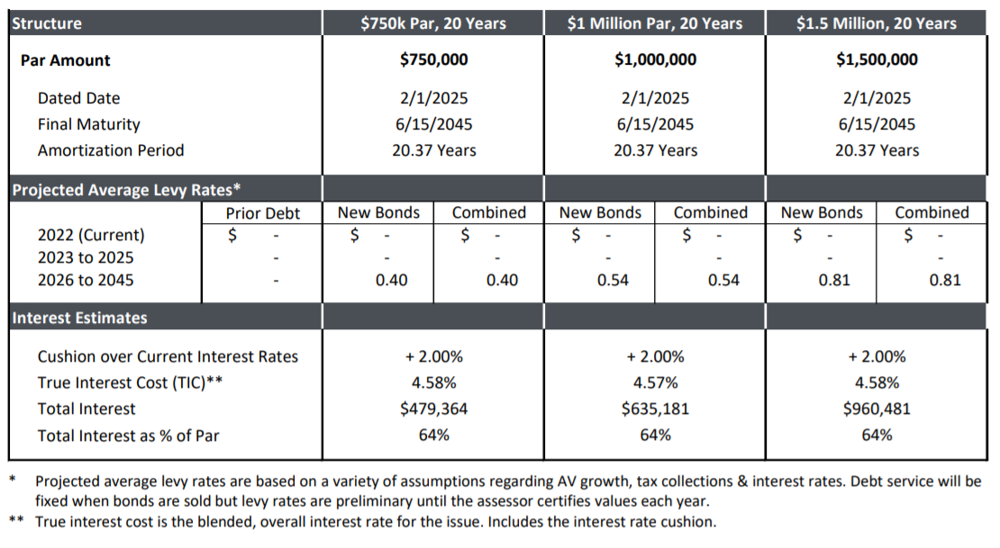 Structure $750k Par, 20 Years $1 Million Par, 20 Years $1.5 Million, 20 Years
Par Amount $750,000 $1,000,000 $1,500,000
Dated Date 2/1/2025 2/1/2025 2/1/2025
Final Maturity 6/15/2045 6/15/2045 6/15/2045
Amortization Period 20.37 Years 20.37 Years 20.37 Years
Projected Average Levy Rates*
Prior Debt New Bonds Combined New Bonds Combined New Bonds Combined
2022 (Current) $ - $ - $ - $ - $ - $ - $ -
2023 to 2025 - - - - - - -
2026 to 2045 - 0.40 0.40 0.54 0.54 0.81 0.81
Interest Estimates
Cushion over Current Interest Rates + 2.00% + 2.00% + 2.00%
True Interest Cost (TIC)** 4.58% 4.57% 4.58%
Total Interest $479,364 $635,181 $960,481
Total Interest as % of Par 64% 64% 64%
* Projected average levy rates are based on a variety of assumptions regarding AV growth, tax collections & interest rates. Debt service will be
fixed when bonds are sold but levy rates are preliminary until the assessor certifies values each year.
** True interest cost is the blended, overall interest rate for the issue. Includes the interest rate cushion.